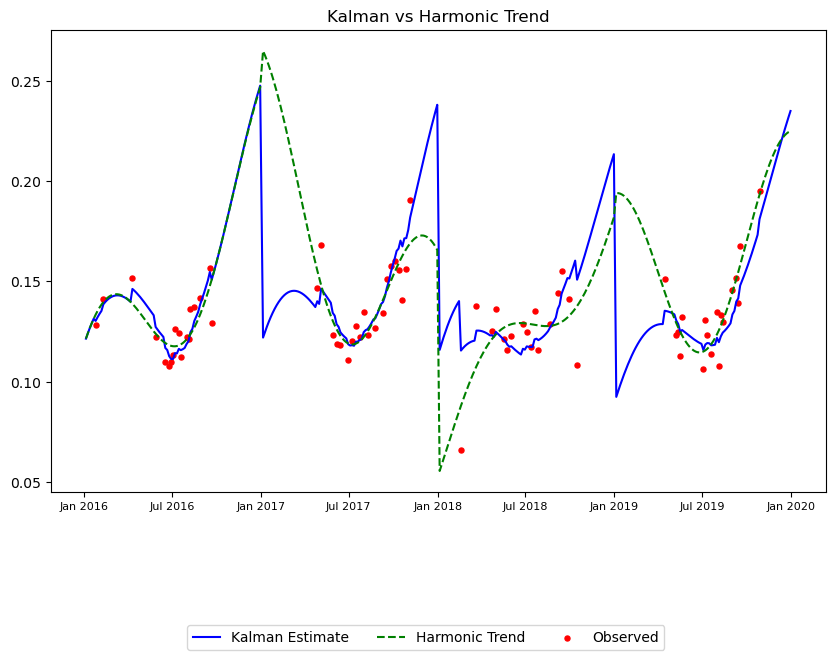 Kalman vs Harmonic Trend
0.25
0.20
0.15
0.10
0.05
Jan 2016 Jul 2016 Jan 2017 Jul 2017 Jan 2018 Jul 2018 Jan 2019 Jul 2019 Jan 2020
Kalman Estimate Harmonic Trend Observed